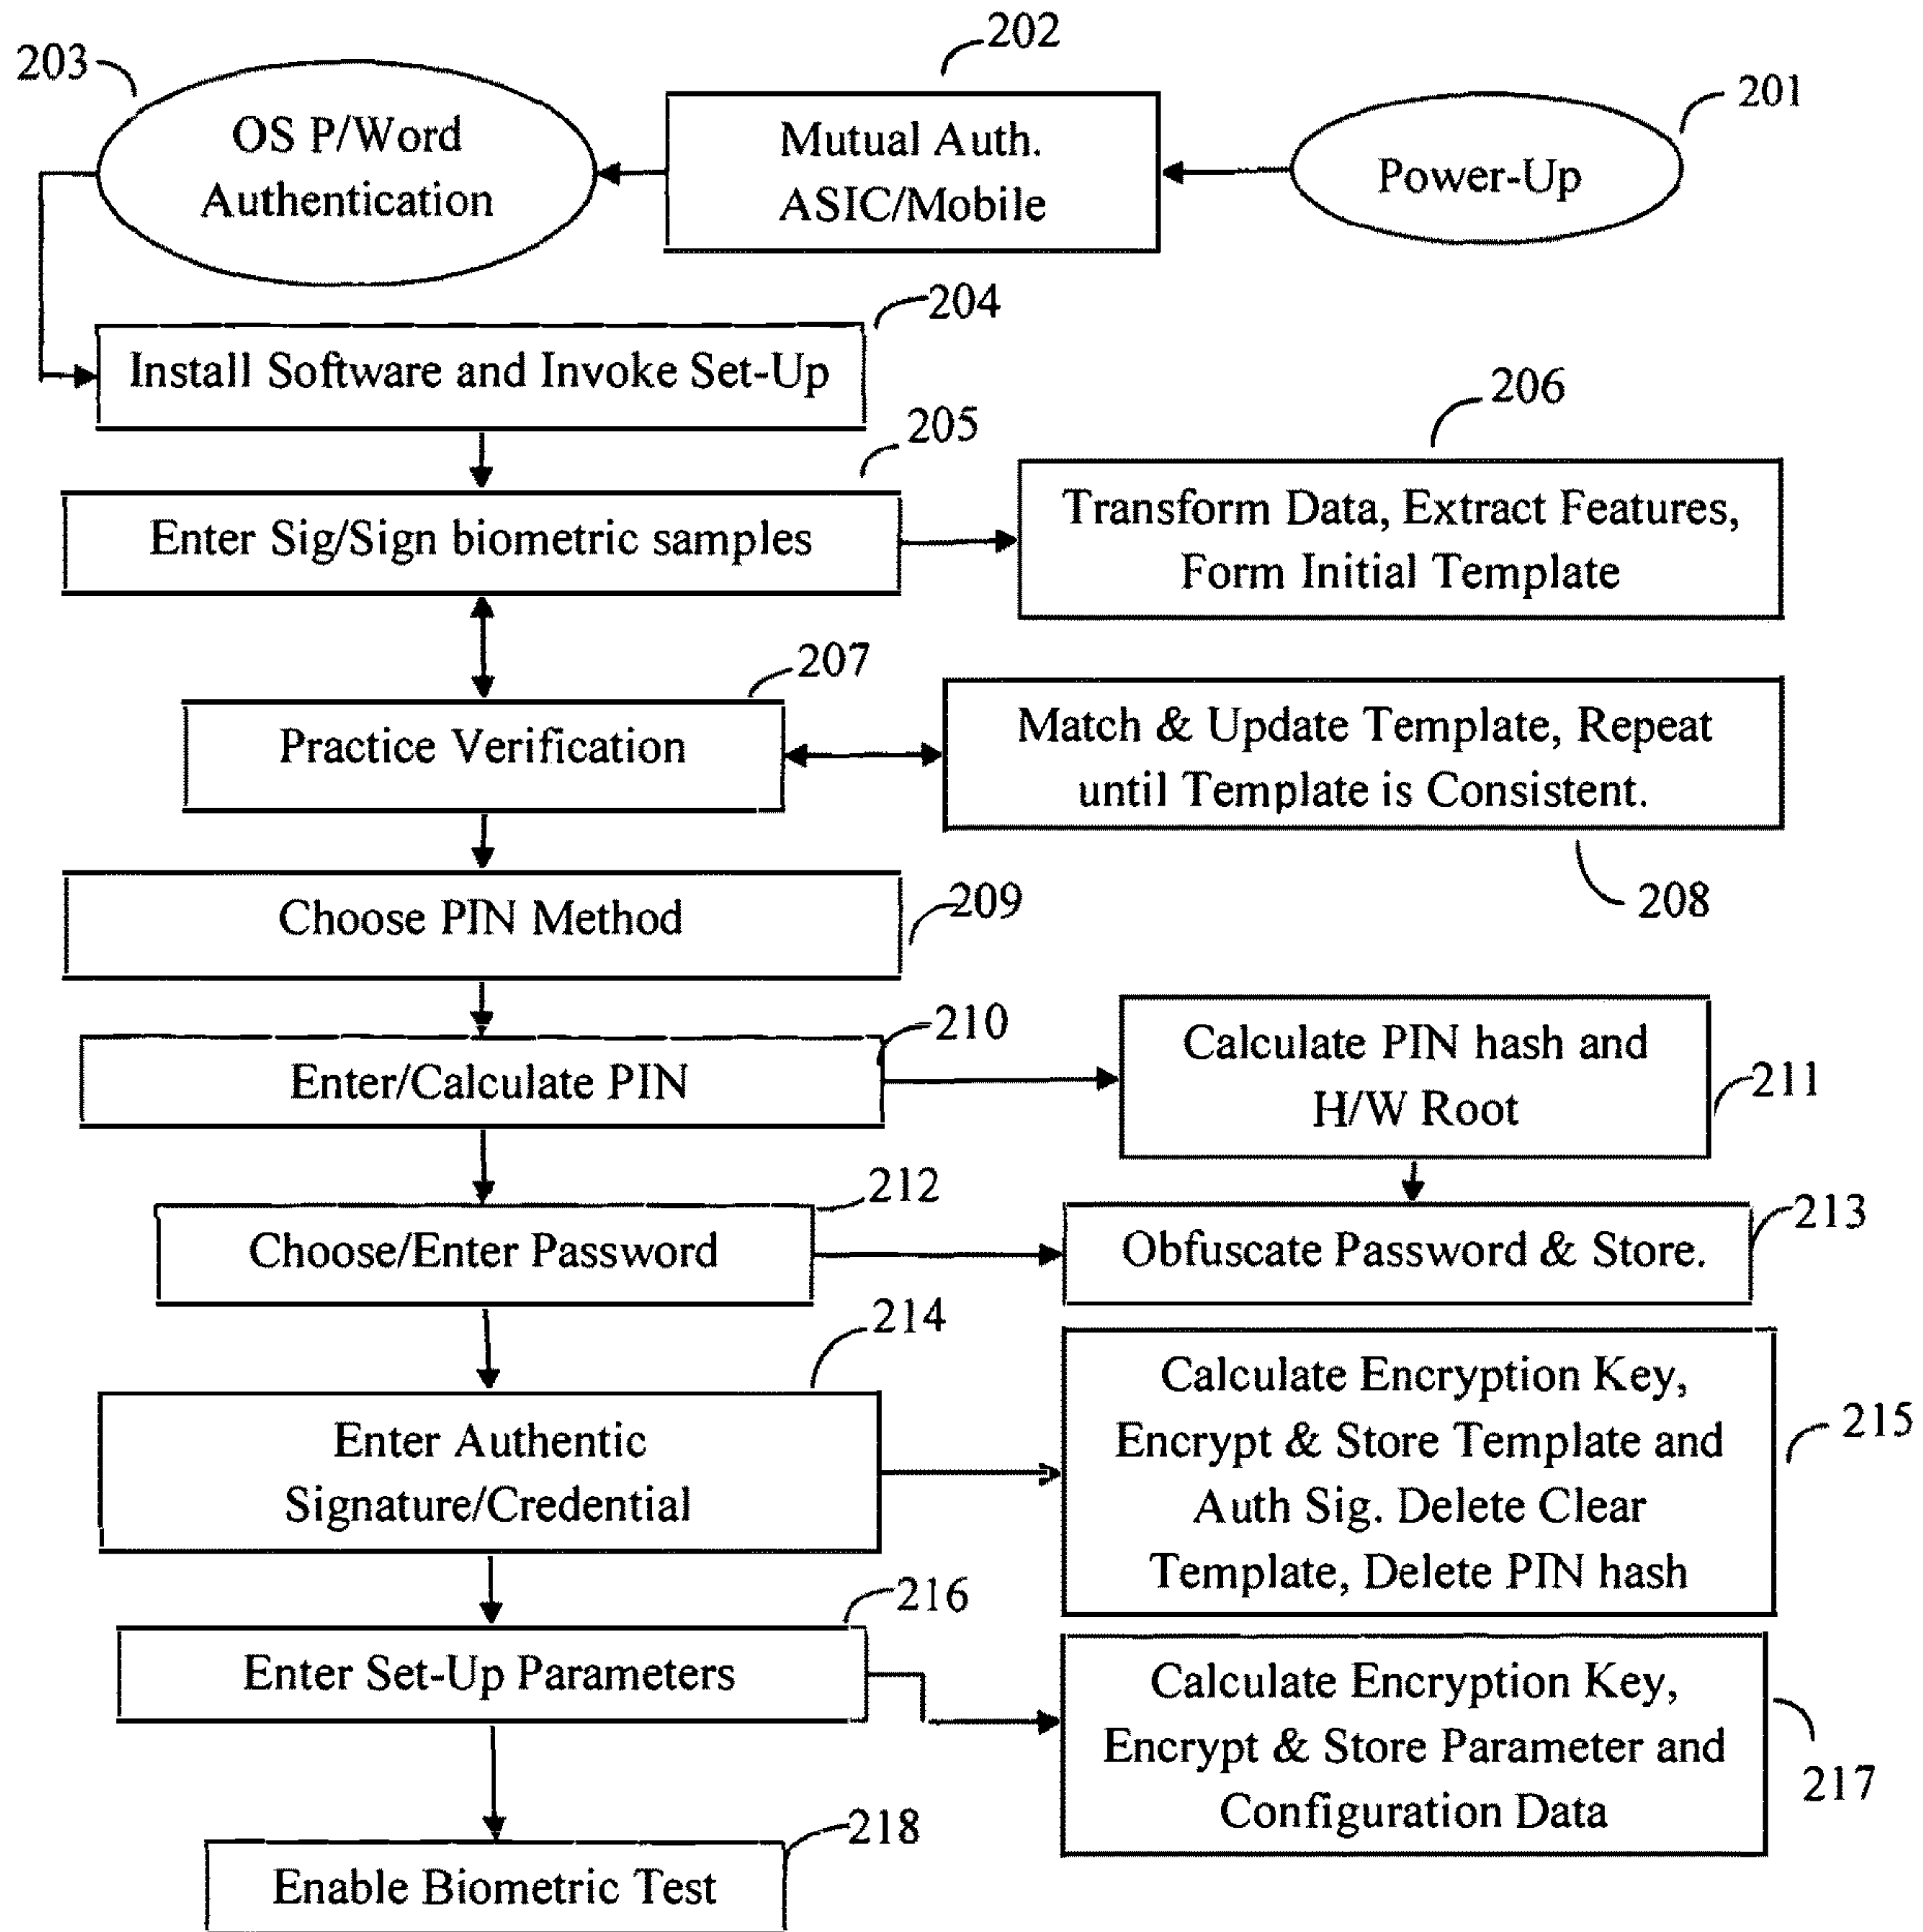 202
203
201
OS P/Word
Authentication
Mutual Auth.
ASIC/Mobile
Power-Up
204
Install Software and Invoke Set-Up
205
206
Enter Sig/Sign biometric samples
Transform Data, Extract Features,
Form Initial Template
207
Practice Verification
Match & Update Template, Repeat
until Template is Consistent.
208
Choose PIN Method
209
210
Enter/Calculate PIN
Calculate PIN hash and
H/W Root
211
212
Choose/Enter Password
213
Obfuscate Password & Store.
214
Enter Authentic
Signature/Credential
Calculate Encryption Key,
Encrypt & Store Template and
Auth Sig. Delete Clear
Template, Delete PIN hash
215
216
Enter Set-Up Parameters
Calculate Encryption Key,
Encrypt & Store Parameter and
Configuration Data
217
218
Enable Biometric Test